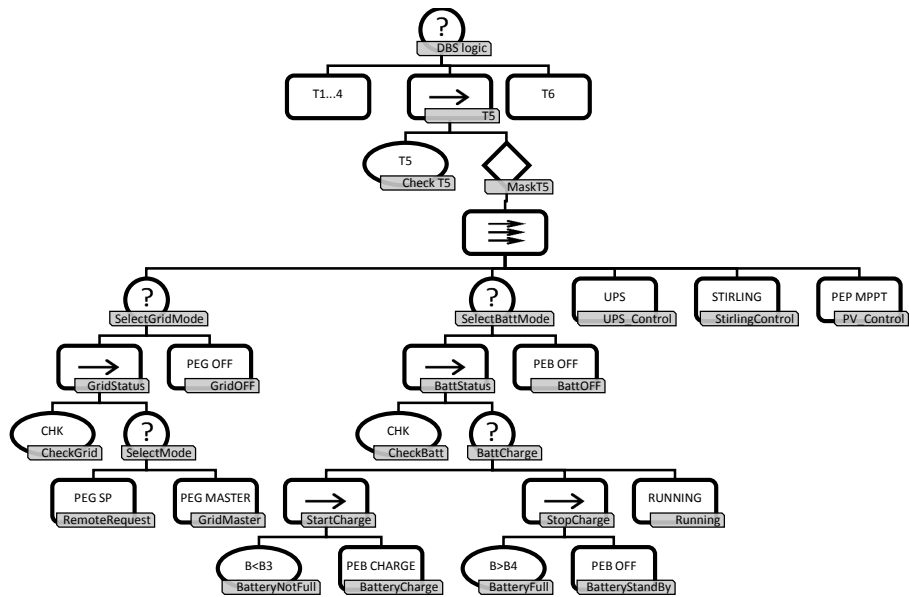 ?
DBS logic
T1...4
T5
T6
T5
Check T5
MaskT5
?
SelectGridMode
?
SelectBattMode
UPS
UPS_Control
STIRLING
StirlingControl
PEP MPPT
PV_Control
GridStatus
PEG OFF
GridOFF
BattStatus
PEB OFF
BattOFF
CHK
CheckGrid
?
SelectMode
CHK
CheckBatt
?
BattCharge
PEG SP
RemoteRequest
PEG MASTER
GridMaster
StartCharge
StopCharge
RUNNING
Running
B<B3
BatteryNotFull
PEB CHARGE
BatteryCharge
B>B4
BatteryFull
PEB OFF
BatteryStandBy